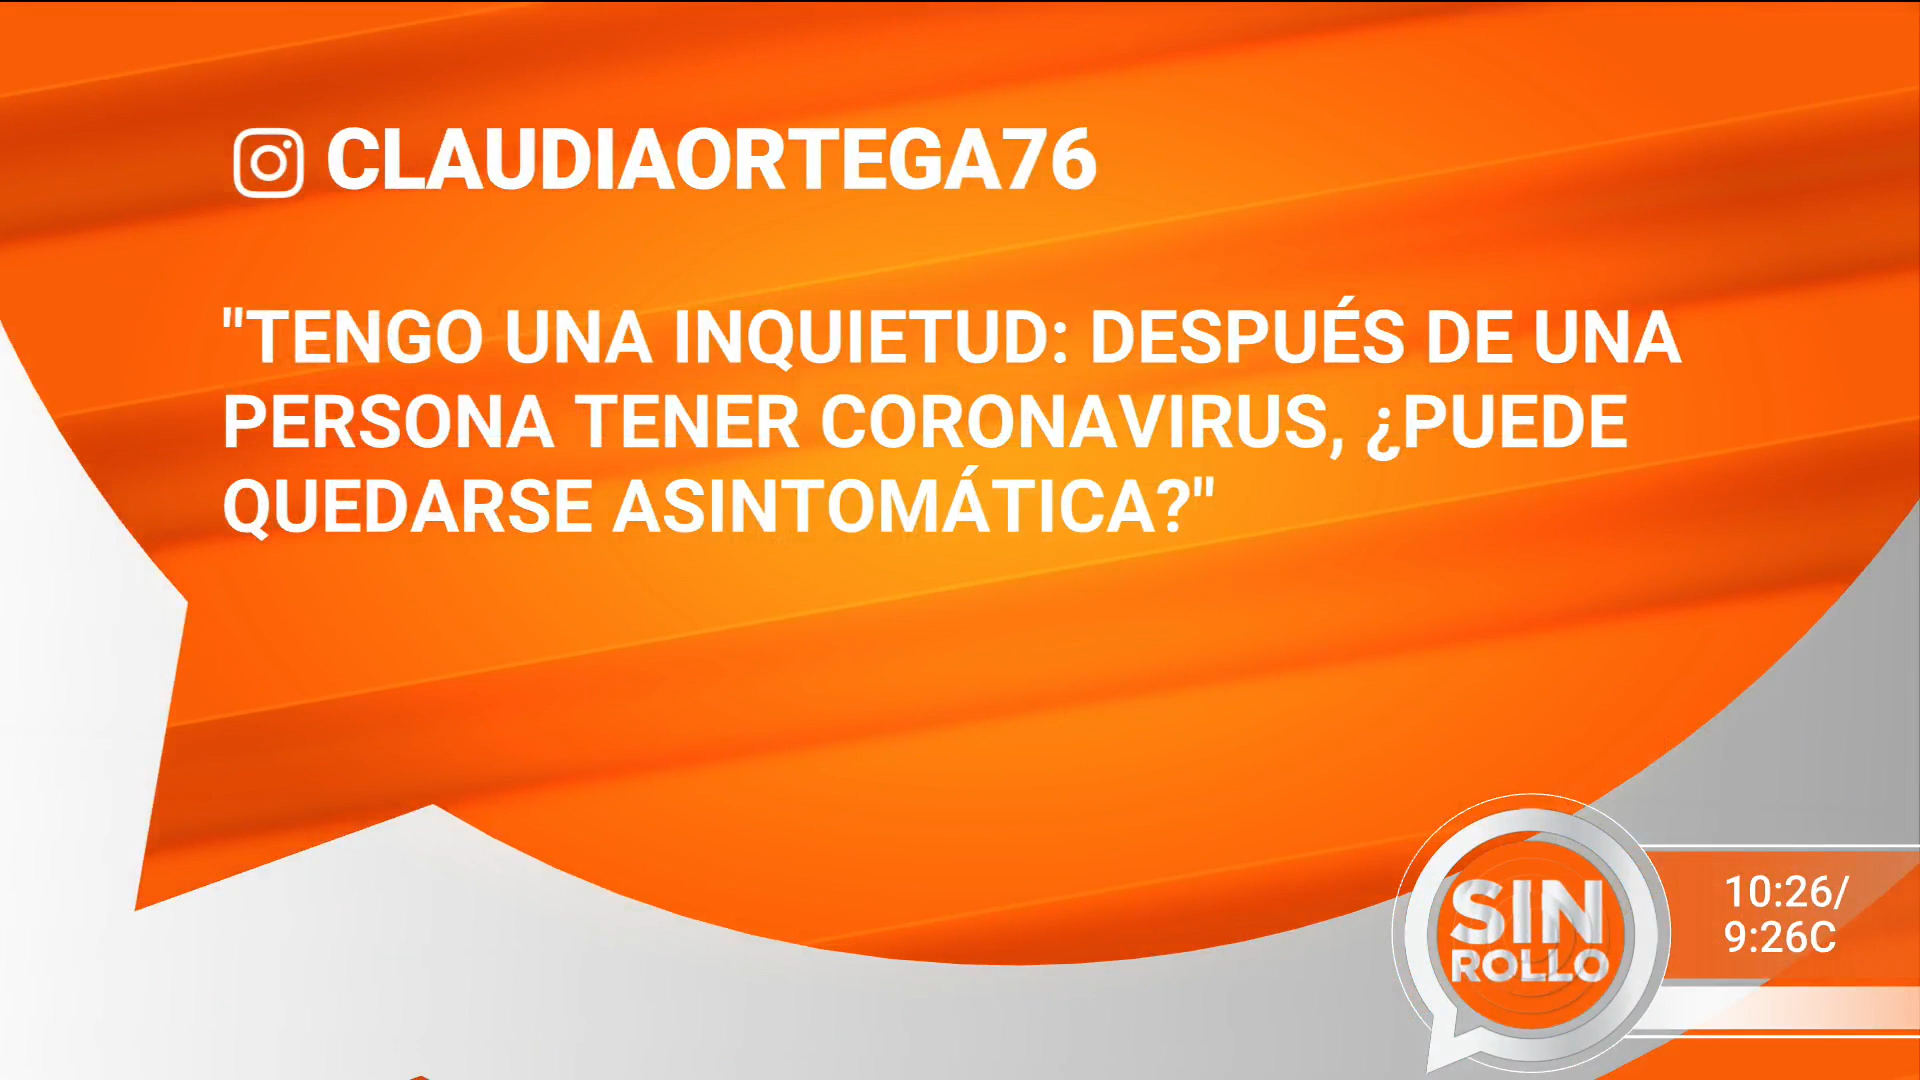 CLAUDIAORTEGA76
"TENGO UNA INQUIETUD: DESPUÉS DE UNA
PERSONA TENER CORONAVIRUS, ¿PUEDE
QUEDARSE ASINTOMÁTICA?"
SIN
ROLLO
10:26/
9:26C